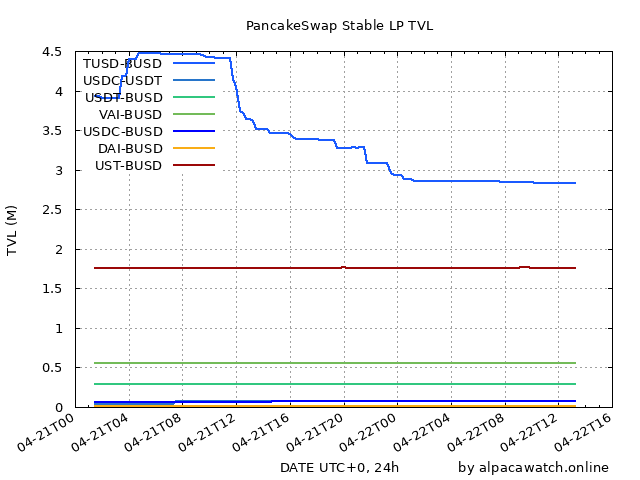 PancakeSwap Stable LP TVL
4.5
4
3.5
3
2.5
2
1.5
1
0.5
0
TVL (M)
TUSD-BUSD
USDC-USDT
USDT-BUSD
VAI-BUSD
USDC-BUSD
DAI-BUSD
UST-BUSD
04-21T00
04-21T04
04-21T08
04-21T12
04-21T16
04-21T20
04-22T00
04-22T04
04-22T08
04-22T12
04-22T16
DATE UTC+0, 24h
by alpacawatch.online